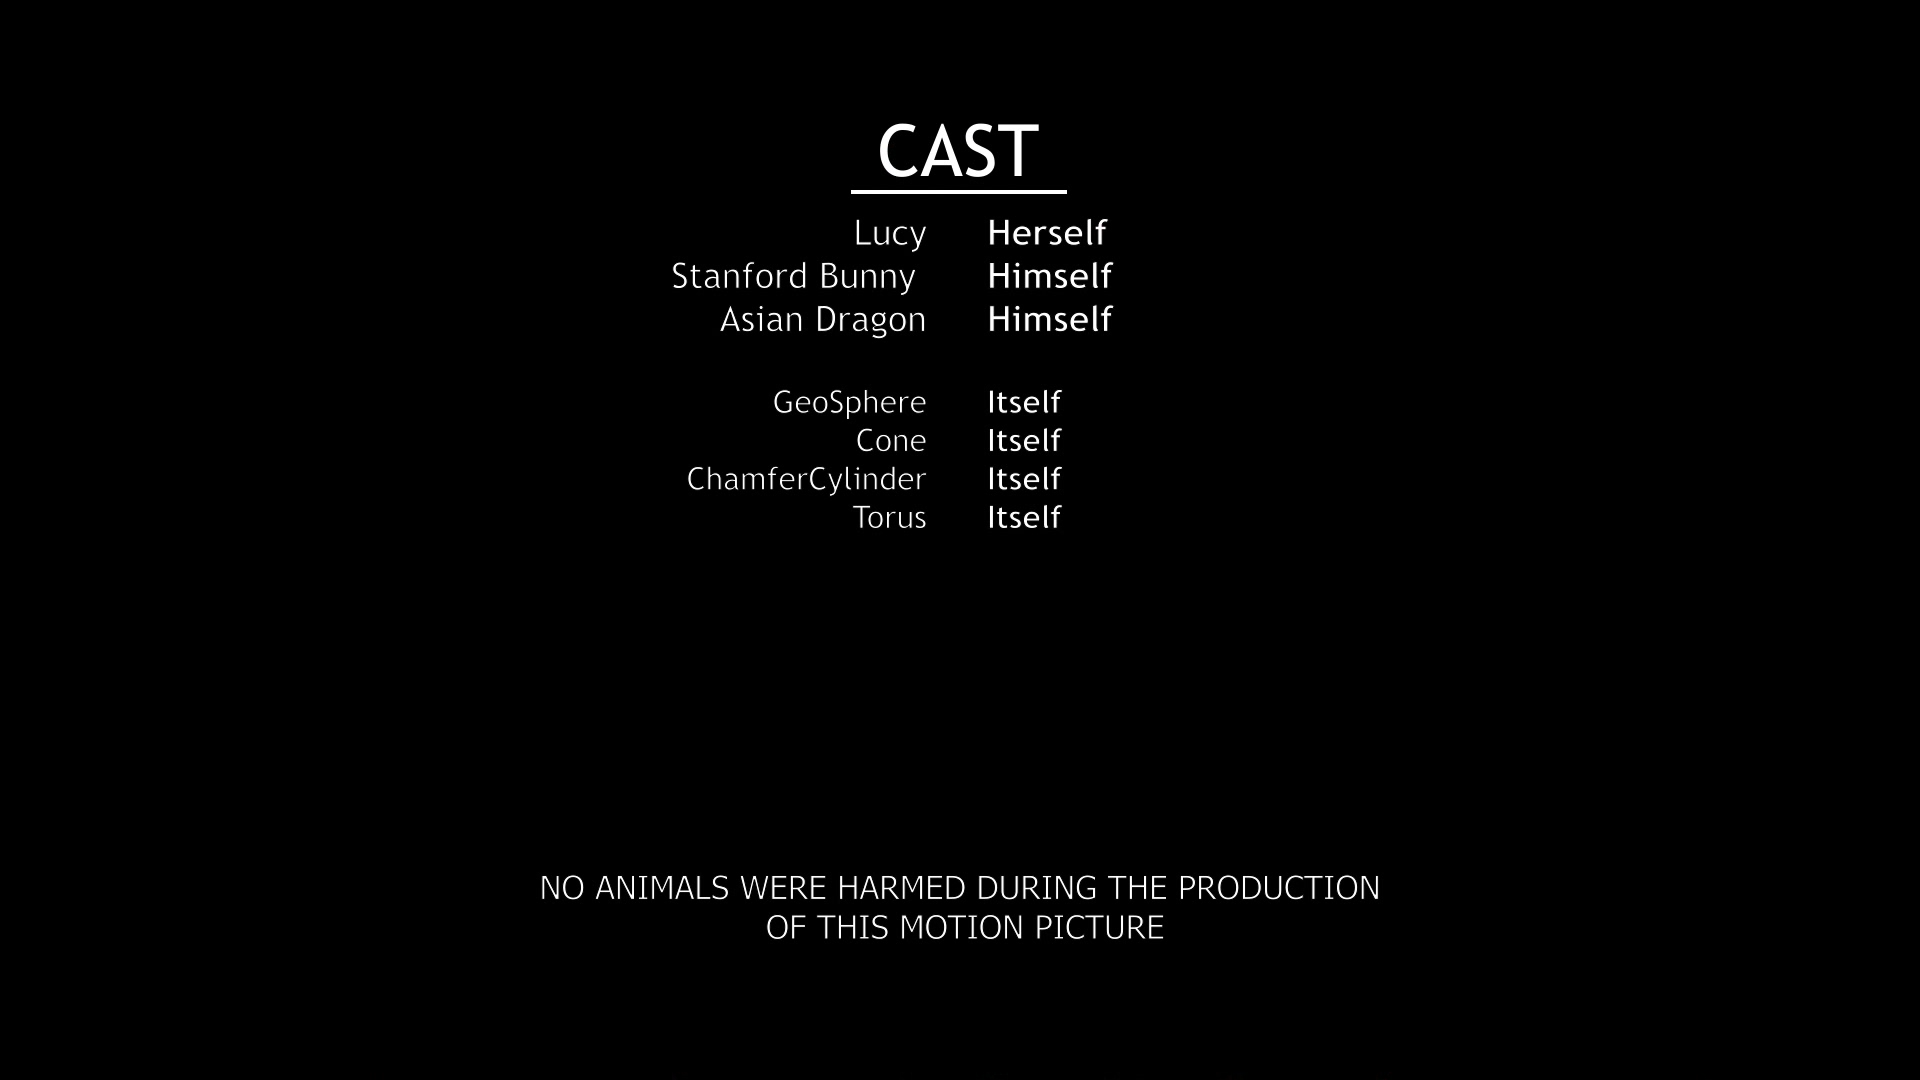 CAST
Lucy Herself
Stanford Bunny Himself
Asian Dragon Himself
GeoSphere Itself
Cone Itself
ChamferCylinder Itself
Torus Itself
NO ANIMALS WERE HARMED DURING THE PRODUCTION
OF THIS MOTION PICTURE